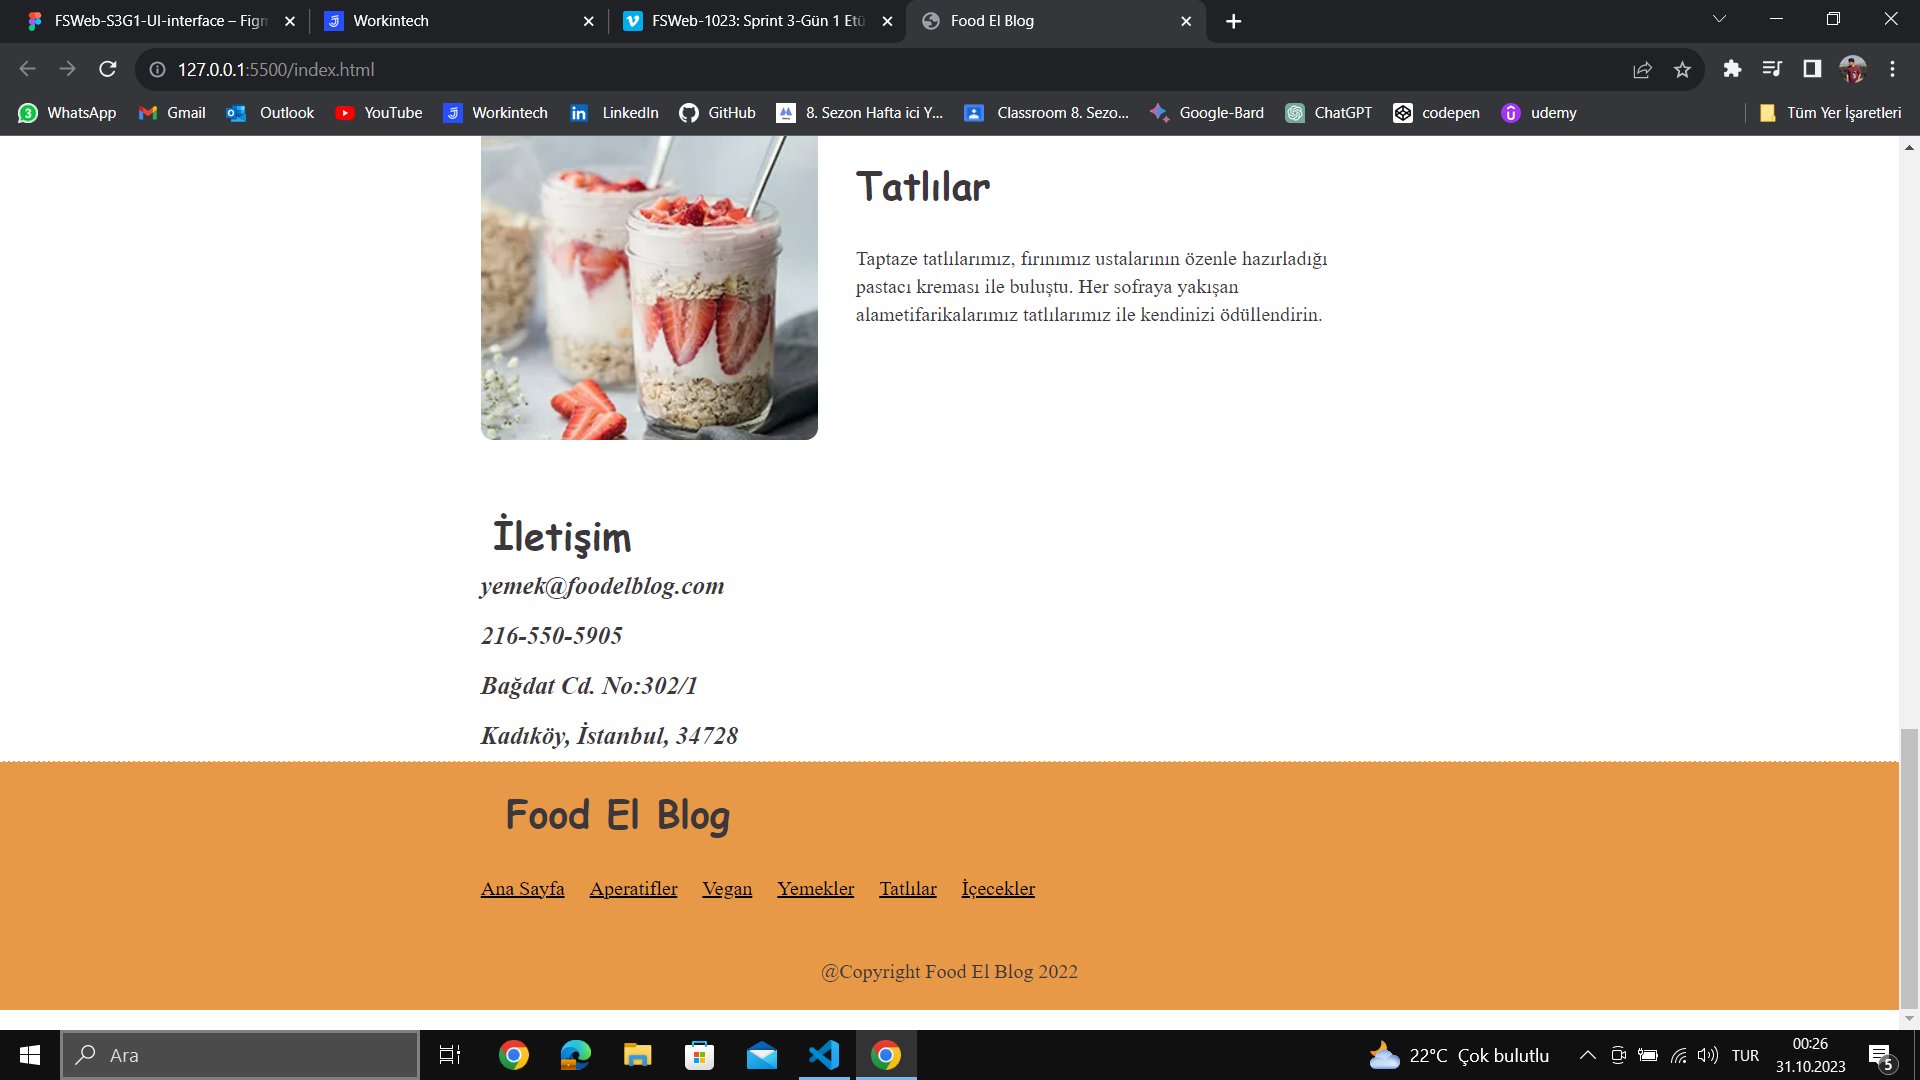 FSWeb-S3G1-UI-interface – Figm
Workintech
FSWeb-1023: Sprint 3-Gün 1 Etü
Food El Blog
127.0.0.1:5500/index.html
3
WhatsApp
Gmail
Outlook
YouTube
Workintech
LinkedIn
GitHub
8. Sezon Hafta ici Y...
Classroom 8. Sezo...
Google-Bard
ChatGPT
codepen
udemy
Tüm Yer İşaretleri
Tatlılar
Taptaze tatlılarımız, fırınımız ustalarının özenle hazırladığı
pastacı kreması ile buluştu. Her sofraya yakışan
alametifarikalarımız tatlılarımız ile kendinizi ödüllendirin.
İletişim
yemek@foodelblog.com
216-550-5905
Bağdat Cd. No:302/1
Kadıköy, İstanbul, 34728
Food El Blog
Ana Sayfa Aperatifler Vegan Yemekler Tatlılar İçecekler
@Copyright Food El Blog 2022
Ara
22°C Çok bulutlu
TUR
00:26
31.10.2023
5